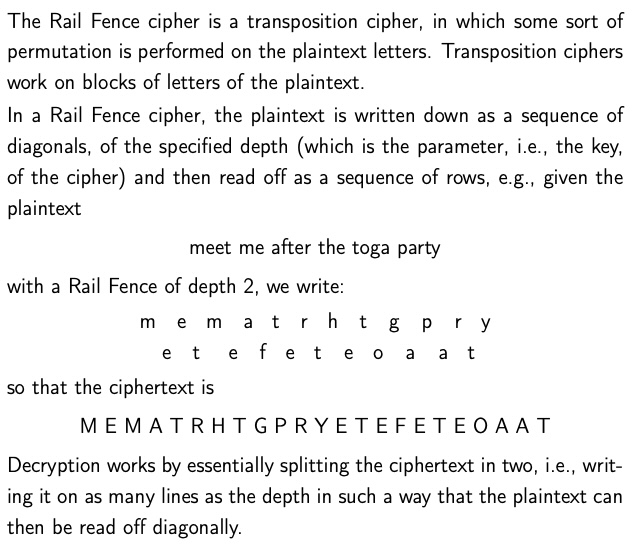 The Rail Fence cipher is a transposition cipher, in which some sort of
permutation is performed on the plaintext letters. Transposition ciphers
work on blocks of letters of the plaintext.
In a Rail Fence cipher, the plaintext is written down as a sequence of
diagonals, of the specified depth (which is the parameter, i.e., the key,
of the cipher) and then read off as a sequence of rows, e.g., given the
plaintext
meet me after the toga party
with a Rail Fence of depth 2, we write:
m e m a t r h t g p r y
e t e f e t e o a a t
so that the ciphertext is
M E M A T R H T G P R Y E T E F E T E O A A T
Decryption works by essentially splitting the ciphertext in two, i.e., writ-
ing it on as many lines as the depth in such a way that the plaintext can
then be read off diagonally.